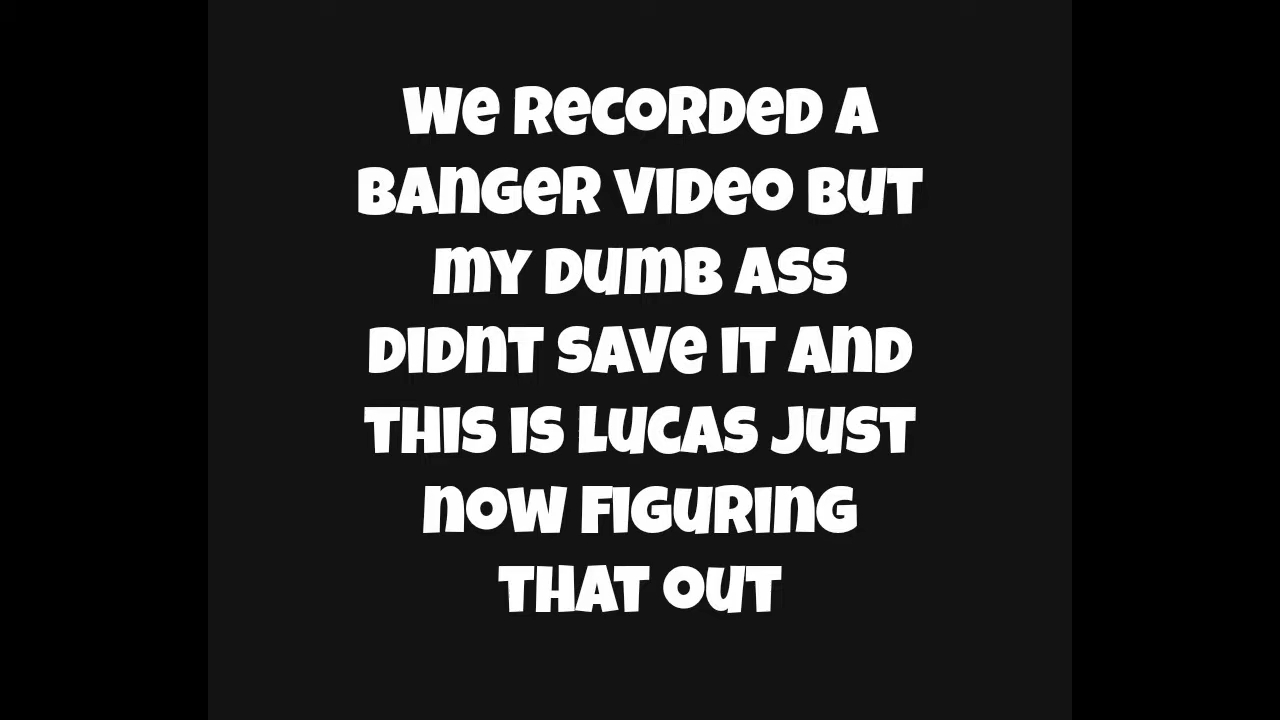 We Recorded A
Banger Video But
my Dumb Ass
Didnt Save It And
This Is Lucas Just
now Figuring
That Out